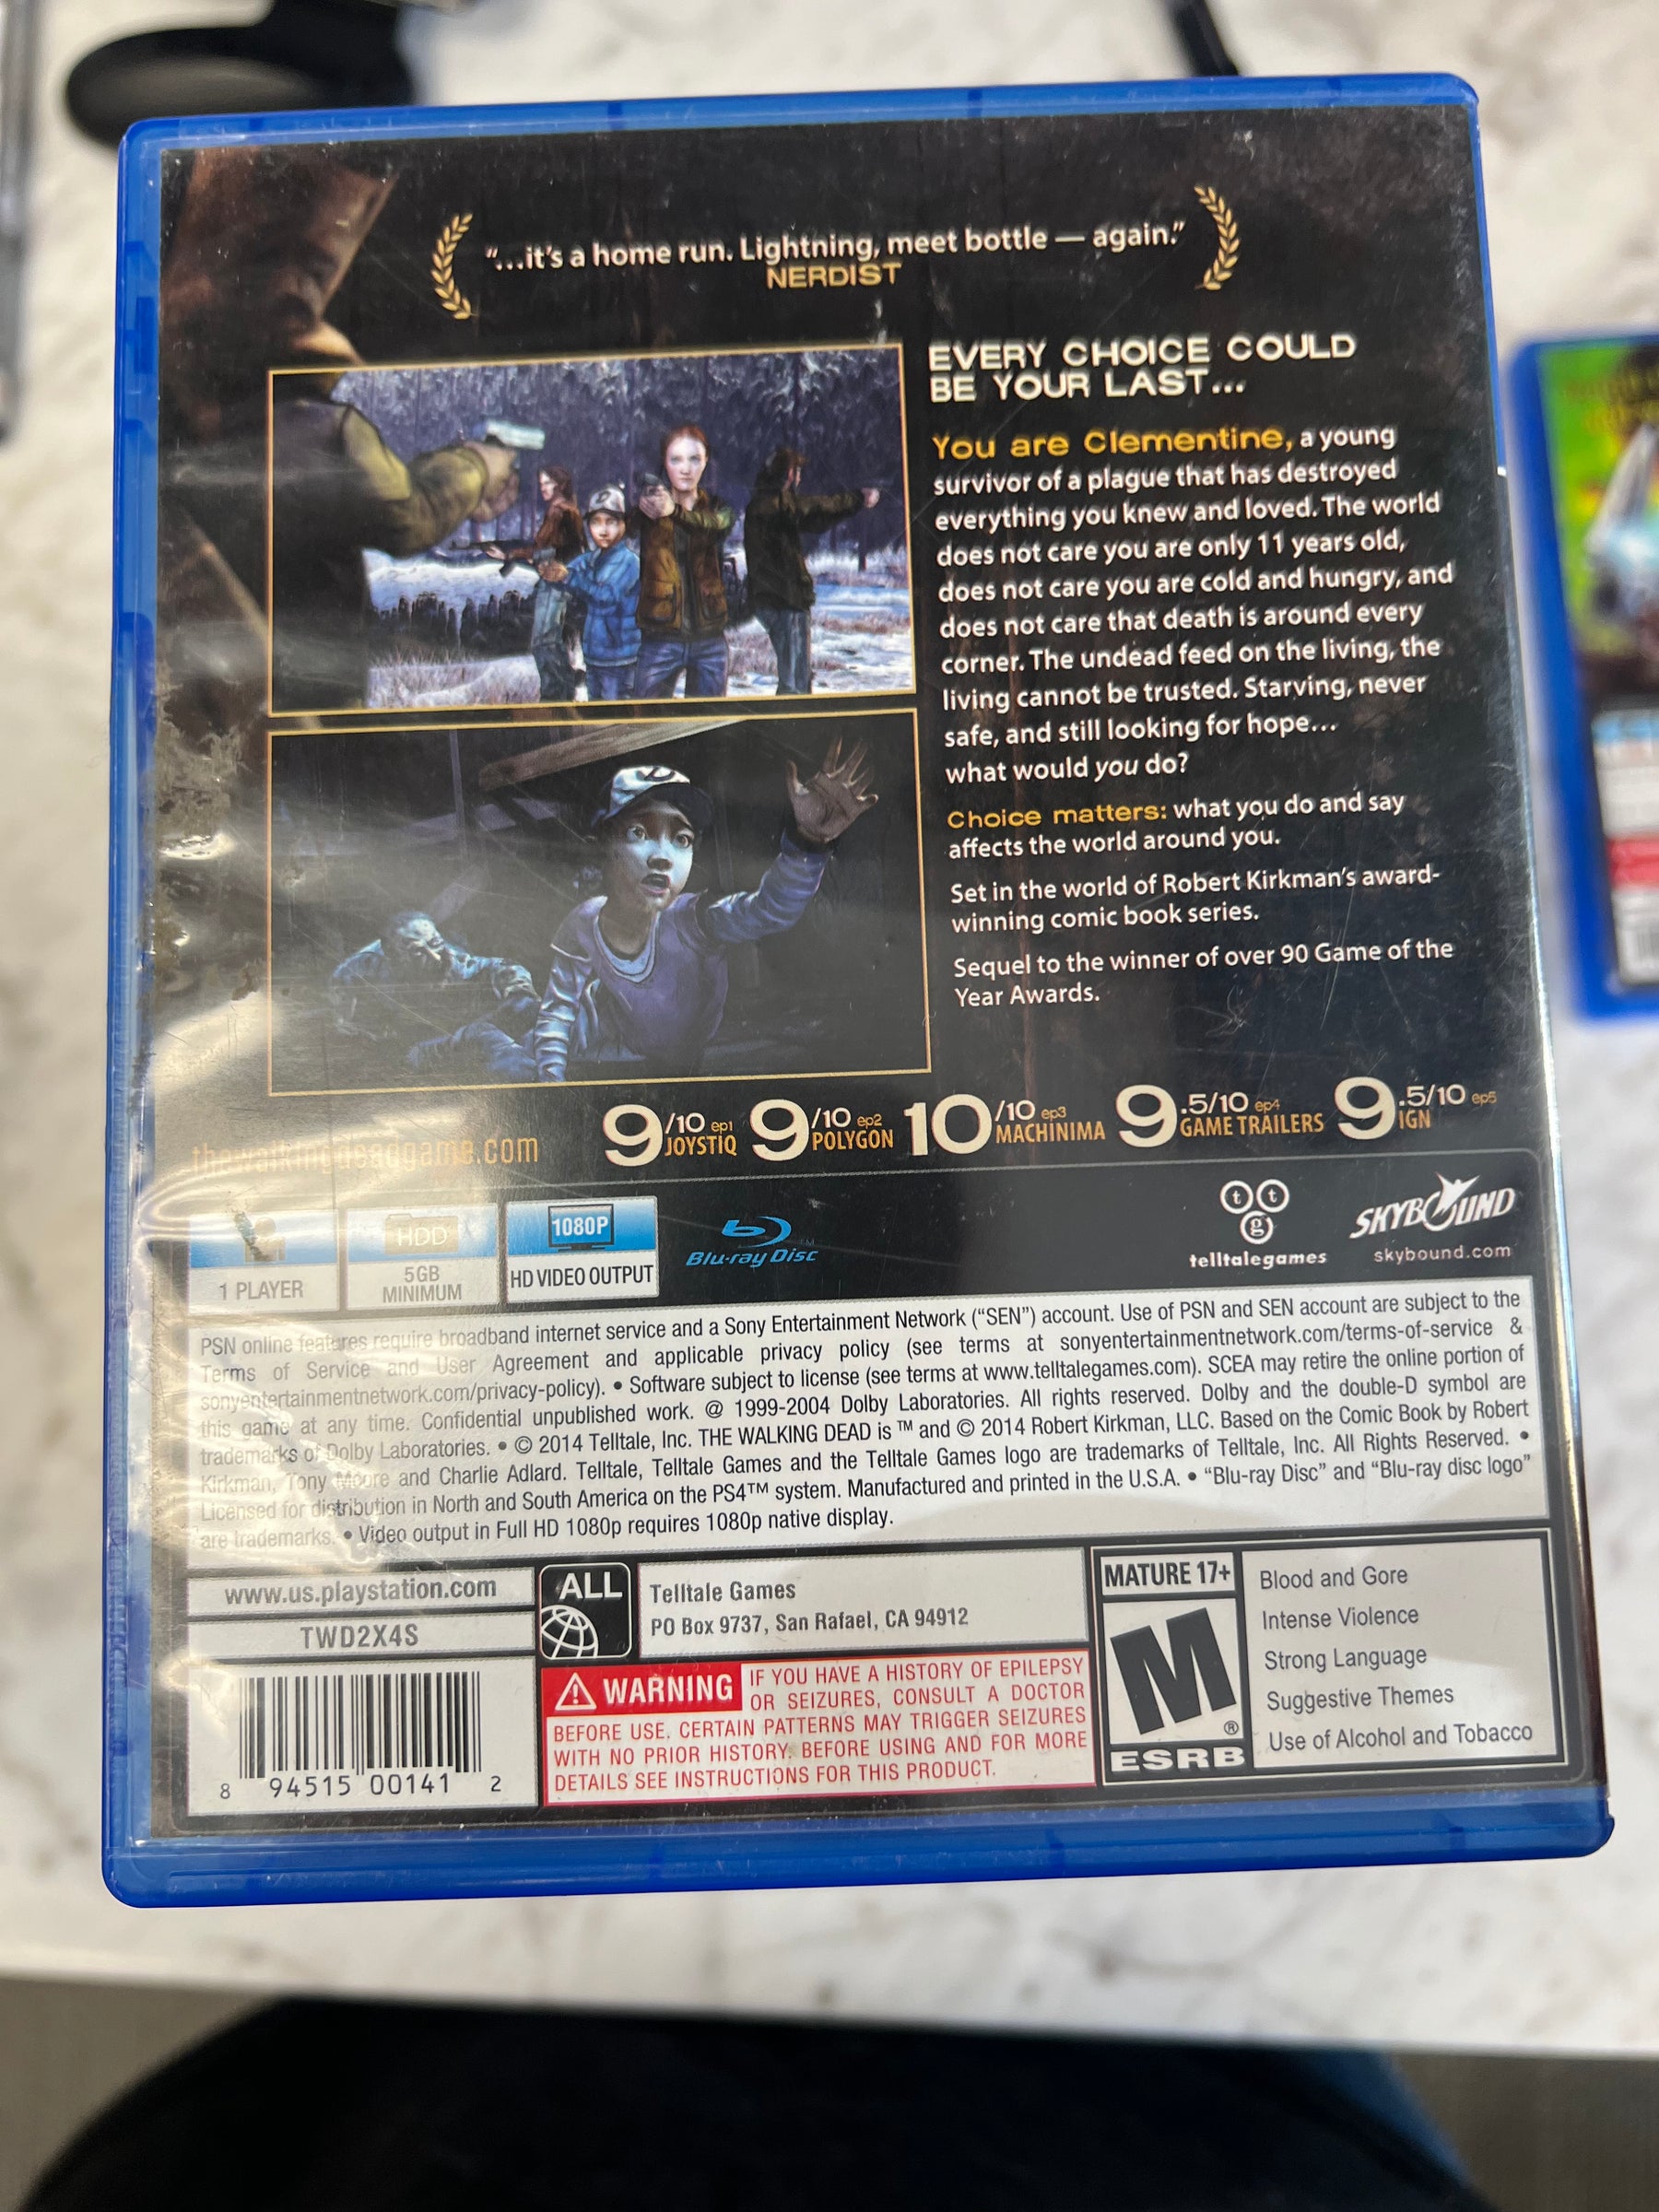 “...it's a home run. Lightning, meet bottle — again.”
NERDIST
EVERY CHOICE COULD
BE YOUR LAST...
You are Clementine, a young
survivor of a plague that has destroyed
everything you knew and loved. The world
does not care you are only 11 years old,
does not care you are cold and hungry, and
does not care that death is around every
corner. The undead feed on the living, the
living cannot be trusted. Starving, never
safe, and still looking for hope...
what would you do?
Choice matters: what you do and say
affects the world around you.
Set in the world of Robert Kirkman's award-
winning comic book series.
Sequel to the winner of over 90 Game of the
Year Awards.
thewalkingdeadgame.com
9/10 ep1 JOYSTIQ
9/10 ep2 POLYGON
10/10 ep3 MACHINIMA
9.5/10 ep4 GAME TRAILERS
9.5/10 ep5 IGN
1 PLAYER
HDD
5GB
MINIMUM
1080P
HD VIDEO OUTPUT
Blu-ray Disc™
ttg
telltalegames
SKYBOUND
skybound.com
PSN online features require broadband internet service and a Sony Entertainment Network (“SEN”) account. Use of PSN and SEN account are subject to the
Terms of Service and User Agreement and applicable privacy policy (see terms at sonyentertainmentnetwork.com/terms-of-service &
sonyentertainmentnetwork.com/privacy-policy). • Software subject to license (see terms at www.telltalegames.com). SCEA may retire the online portion of
this game at any time. Confidential unpublished work. @ 1999-2004 Dolby Laboratories. All rights reserved. Dolby and the double-D symbol are
trademarks of Dolby Laboratories. • © 2014 Telltale, Inc. THE WALKING DEAD is ™ and © 2014 Robert Kirkman, LLC. Based on the Comic Book by Robert
Kirkman, Tony Moore and Charlie Adlard. Telltale, Telltale Games and the Telltale Games logo are trademarks of Telltale, Inc. All Rights Reserved. •
Licensed for distribution in North and South America on the PS4™ system. Manufactured and printed in the U.S.A. • “Blu-ray Disc” and “Blu-ray disc logo”
are trademarks. • Video output in Full HD 1080p requires 1080p native display.
www.us.playstation.com
TWD2X4S
8 94515 00141 2
ALL
Telltale Games
PO Box 9737, San Rafael, CA 94912
WARNING IF YOU HAVE A HISTORY OF EPILEPSY
OR SEIZURES, CONSULT A DOCTOR
BEFORE USE. CERTAIN PATTERNS MAY TRIGGER SEIZURES
WITH NO PRIOR HISTORY. BEFORE USING AND FOR MORE
DETAILS SEE INSTRUCTIONS FOR THIS PRODUCT.
MATURE 17+
M®
ESRB
Blood and Gore
Intense Violence
Strong Language
Suggestive Themes
Use of Alcohol and Tobacco